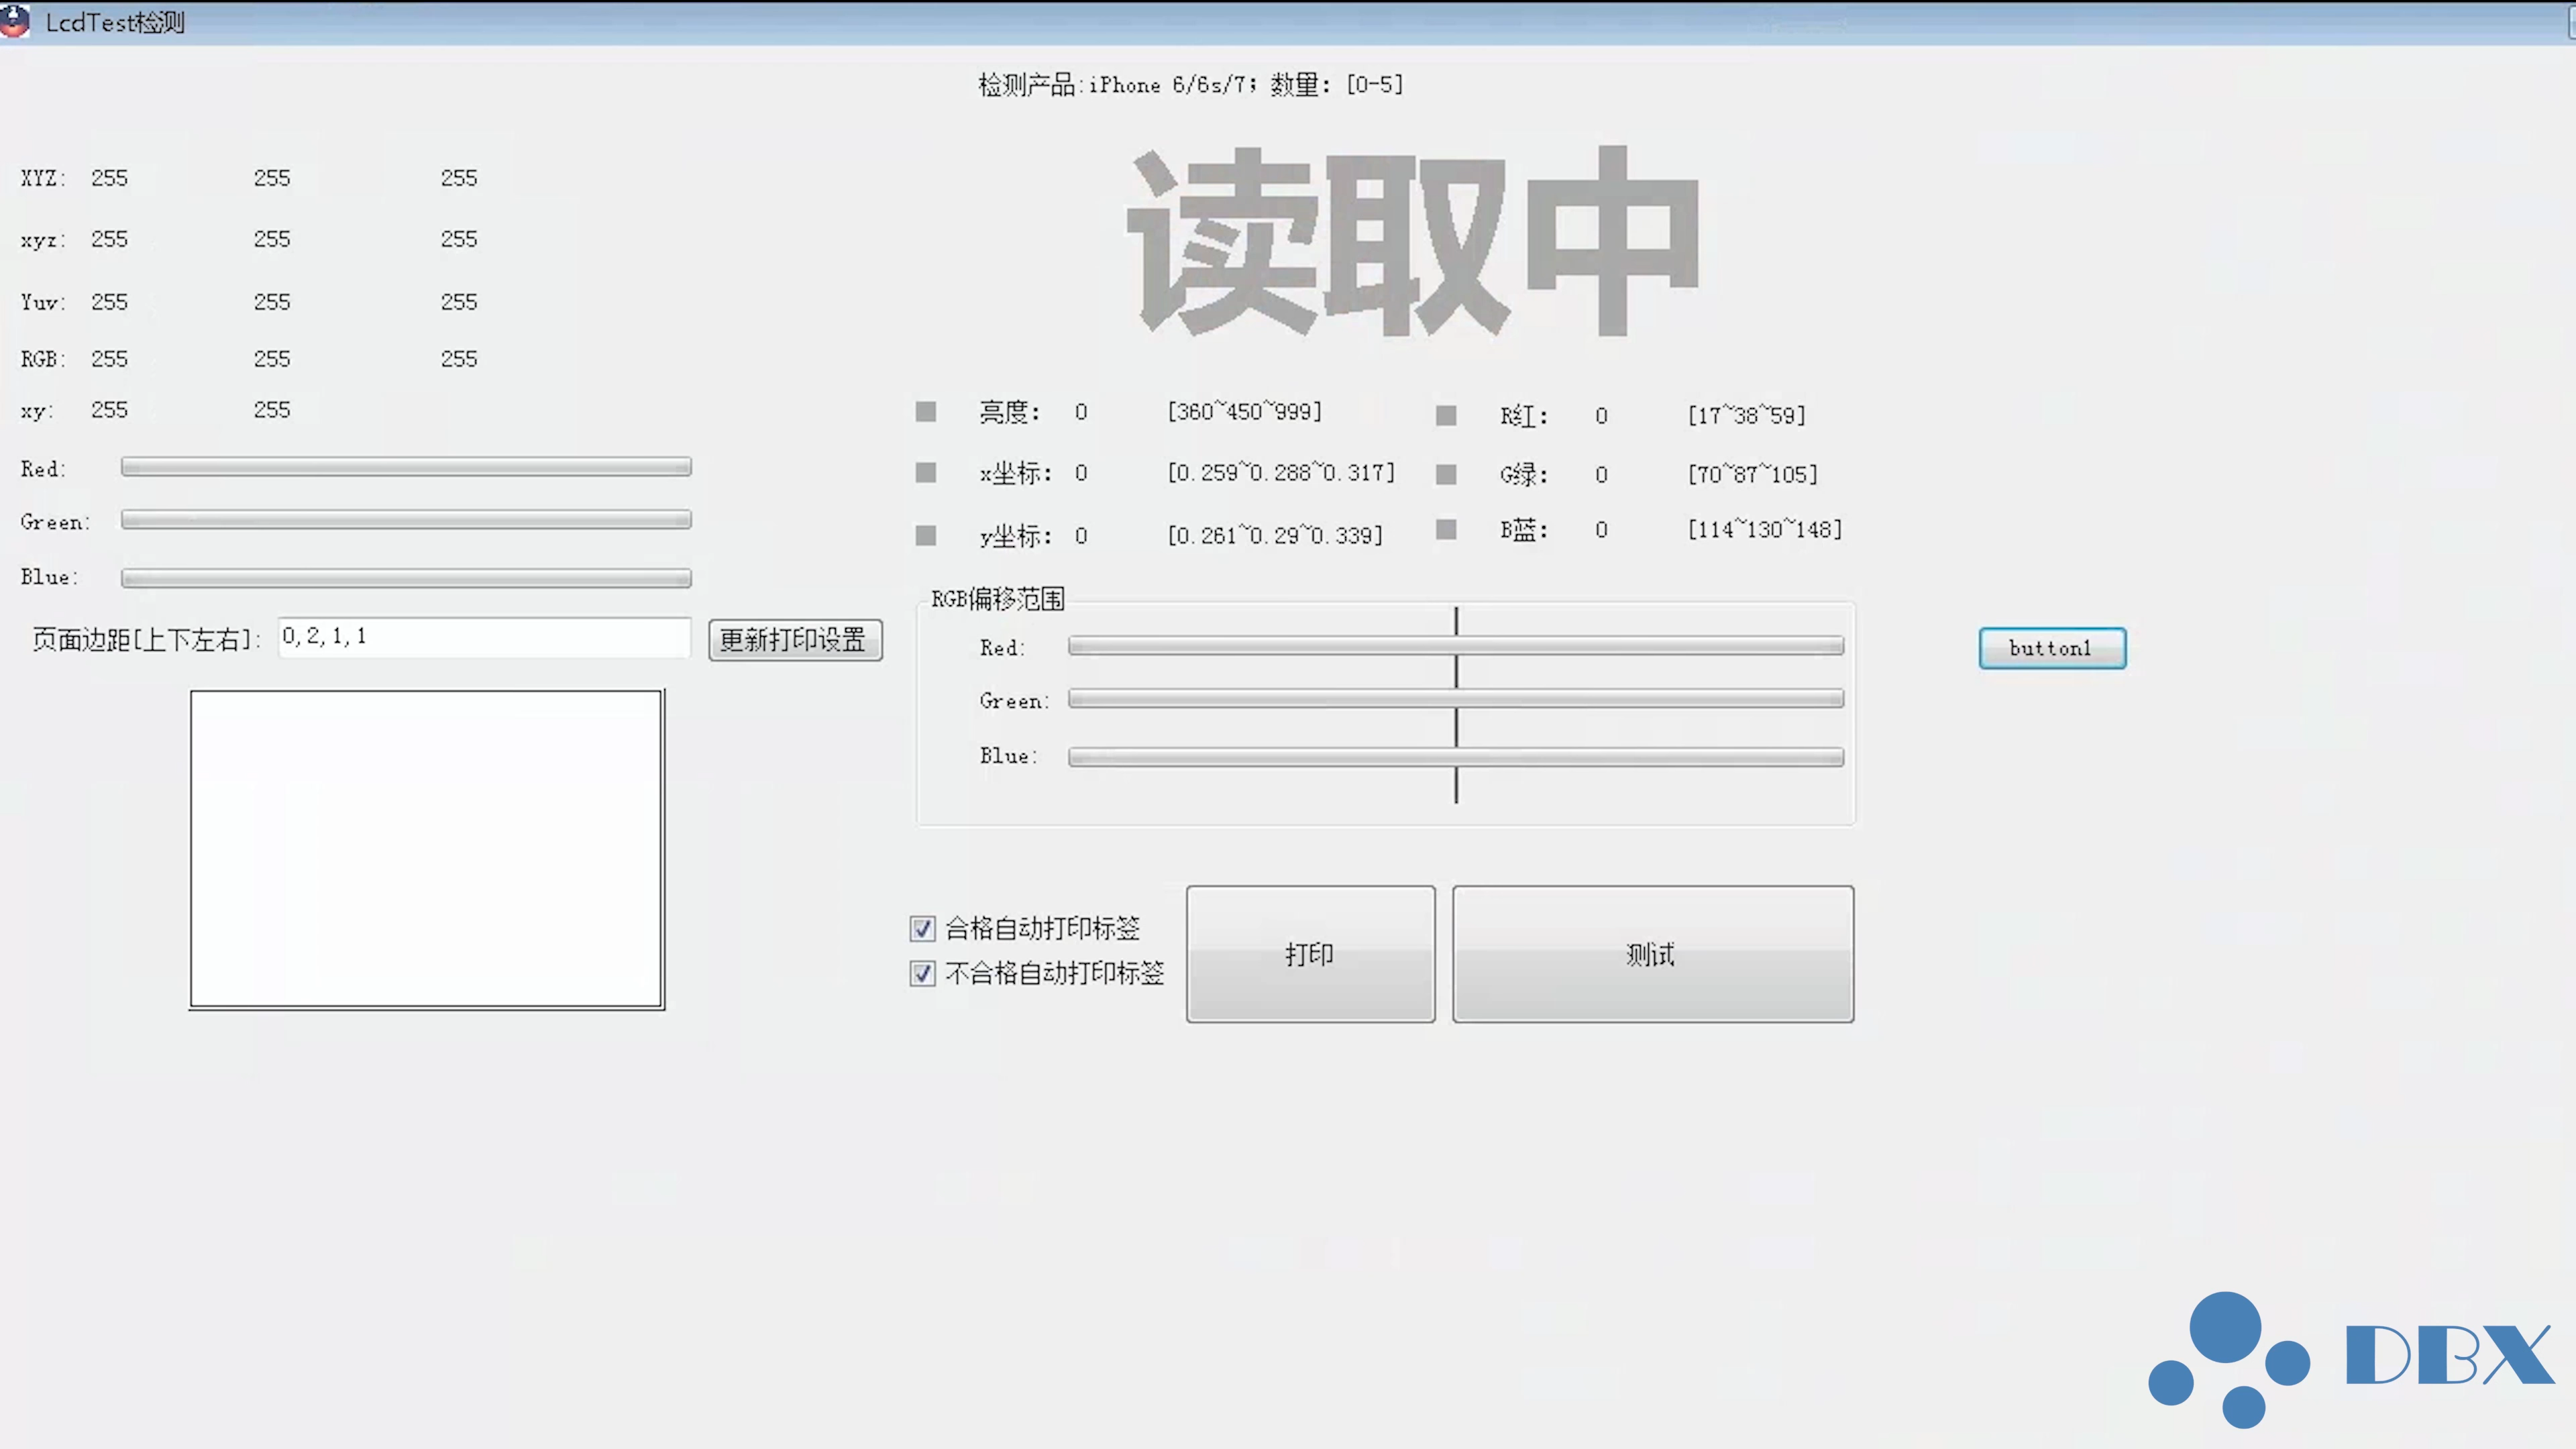 LcdTest检测
检测产品:iPhone 6/6s/7; 数量: [0-5]
读取中
XYZ: 255 255 255
xyz: 255 255 255
Yuv: 255 255 255
RGB: 255 255 255
xy: 255 255
Red:
Green:
Blue:
页面边距[上下左右]: 0,2,1,1 更新打印设置
亮度: 0 [360~450~999] R红: 0 [17~38~59]
x坐标: 0 [0.259~0.288~0.317] G绿: 0 [70~87~105]
y坐标: 0 [0.261~0.29~0.339] B蓝: 0 [114~130~148]
RGB偏移范围
Red:
Green:
Blue:
button1
合格自动打印标签
不合格自动打印标签
打印 测试
DBX